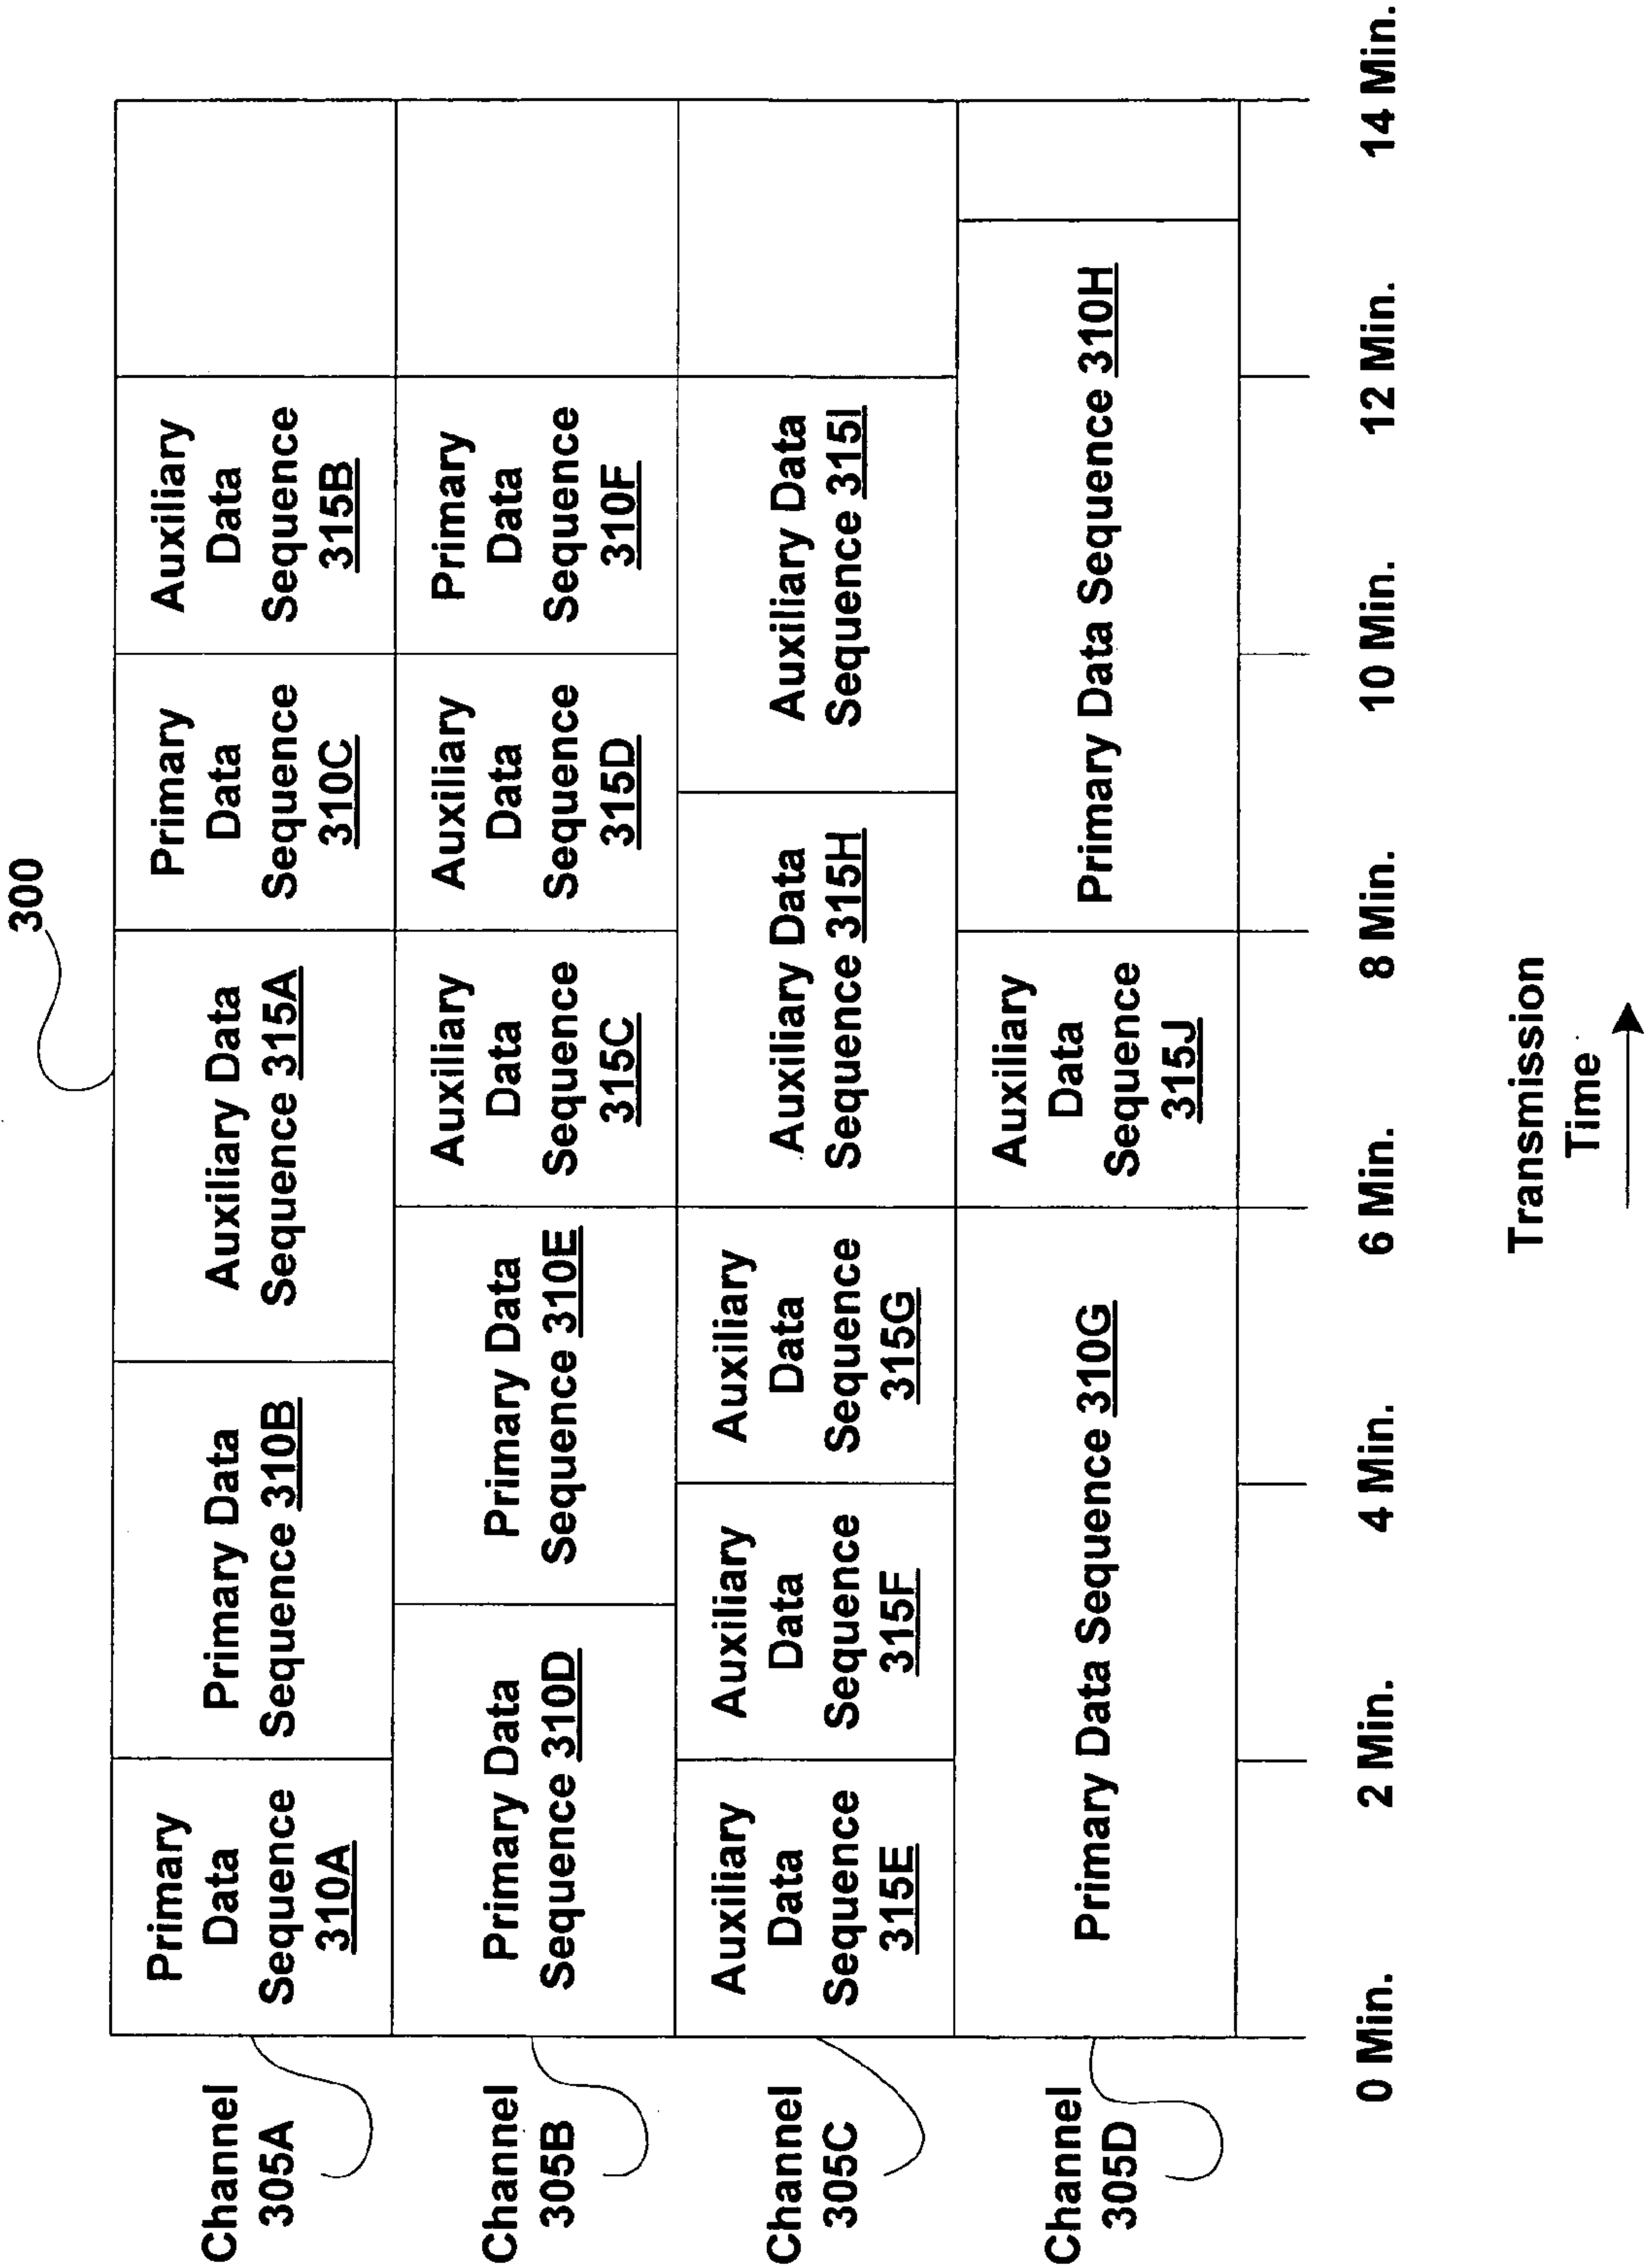 300
Channel
305A
Primary
Data
Sequence
310A
Primary Data
Sequence 310B
Auxiliary Data
Sequence 315A
Primary
Data
Sequence
310C
Auxiliary
Data
Sequence
315B
Channel
305B
Primary Data
Sequence 310D
Primary Data
Sequence 310E
Auxiliary
Data
Sequence
315C
Auxiliary
Data
Sequence
315D
Primary
Data
Sequence
310F
Channel
305C
Auxiliary
Data
Sequence
315E
Auxiliary
Data
Sequence
315F
Auxiliary
Data
Sequence
315G
Auxiliary Data
Sequence 315H
Auxiliary Data
Sequence 315I
Channel
305D
Primary Data Sequence 310G
Auxiliary
Data
Sequence
315J
Primary Data Sequence 310H
0 Min. 2 Min. 4 Min. 6 Min. 8 Min. 10 Min. 12 Min. 14 Min.
Transmission
Time